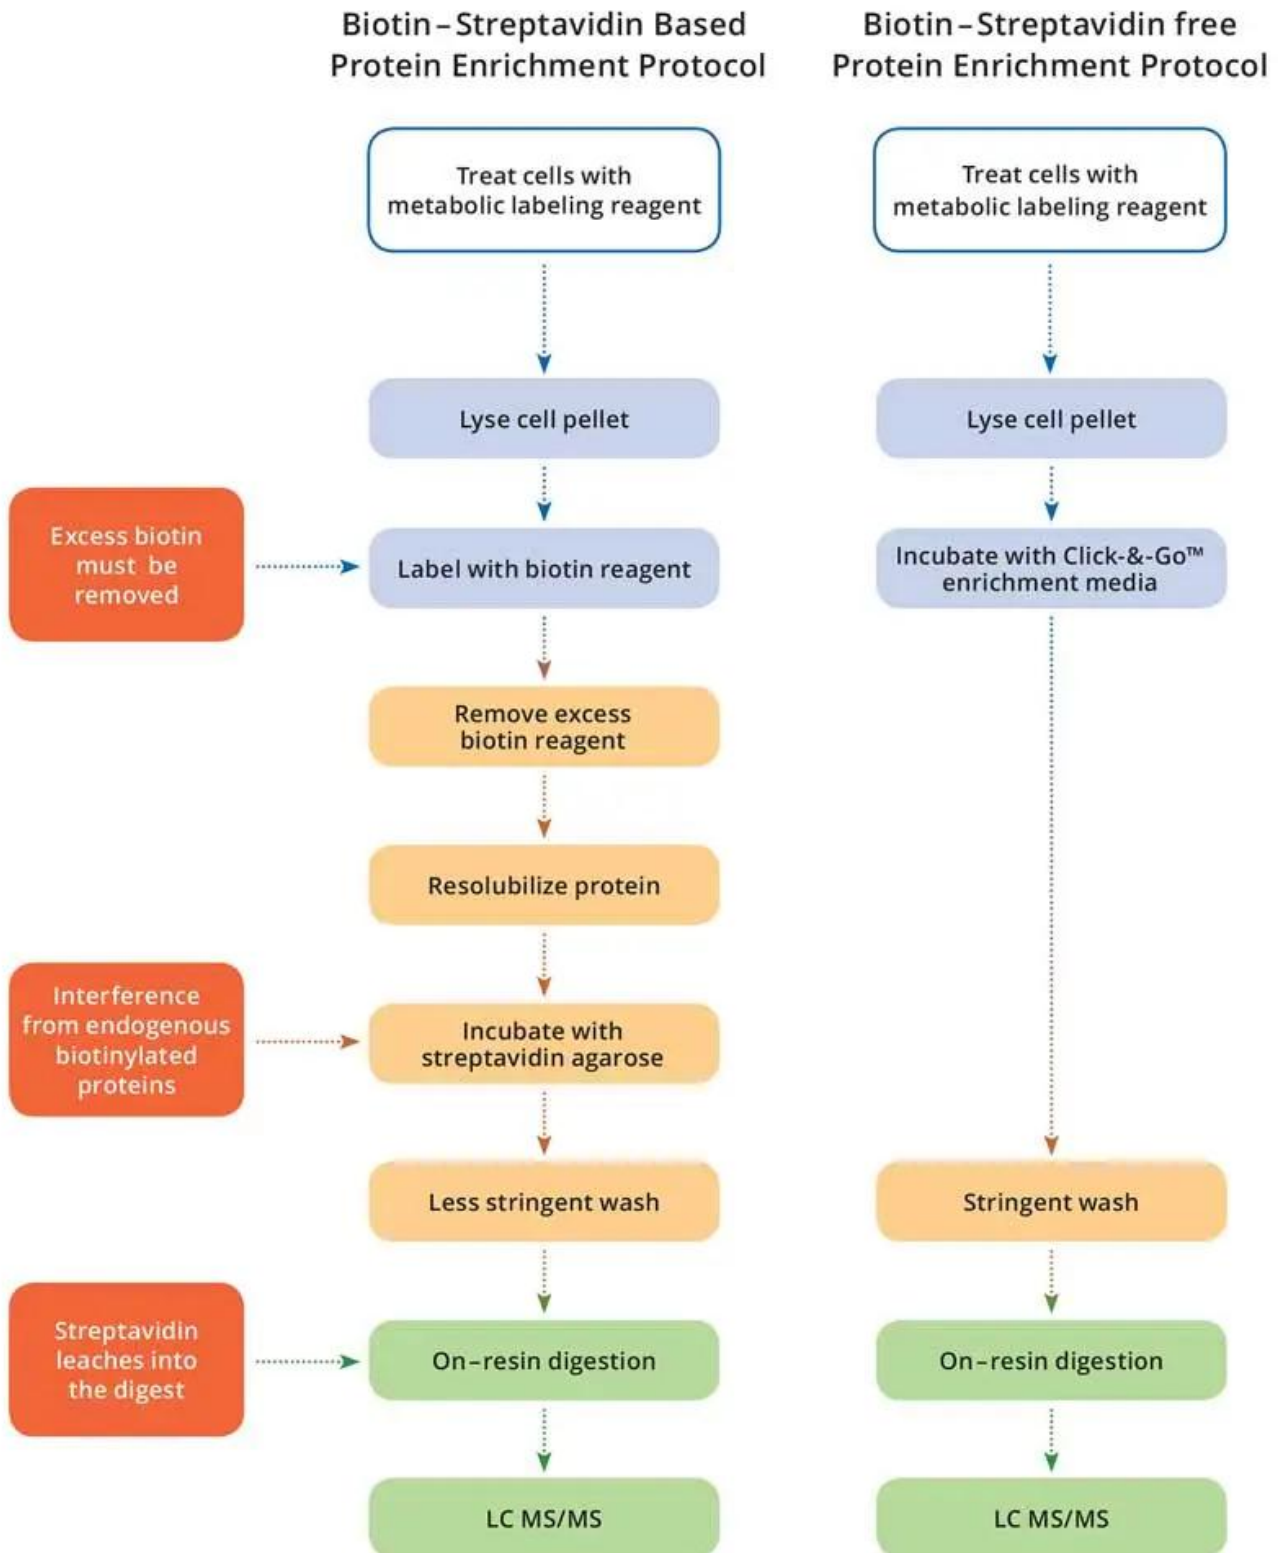 Biotin–Streptavidin Based
Protein Enrichment Protocol
Biotin–Streptavidin free
Protein Enrichment Protocol
Treat cells with
metabolic labeling reagent
Treat cells with
metabolic labeling reagent
Lyse cell pellet
Lyse cell pellet
Excess biotin
must be
removed
Label with biotin reagent
Incubate with Click-&-Go™
enrichment media
Remove excess
biotin reagent
Resolubilize protein
Interference
from endogenous
biotinylated
proteins
Incubate with
streptavidin agarose
Less stringent wash
Stringent wash
Streptavidin
leaches into
the digest
On–resin digestion
On–resin digestion
LC MS/MS
LC MS/MS